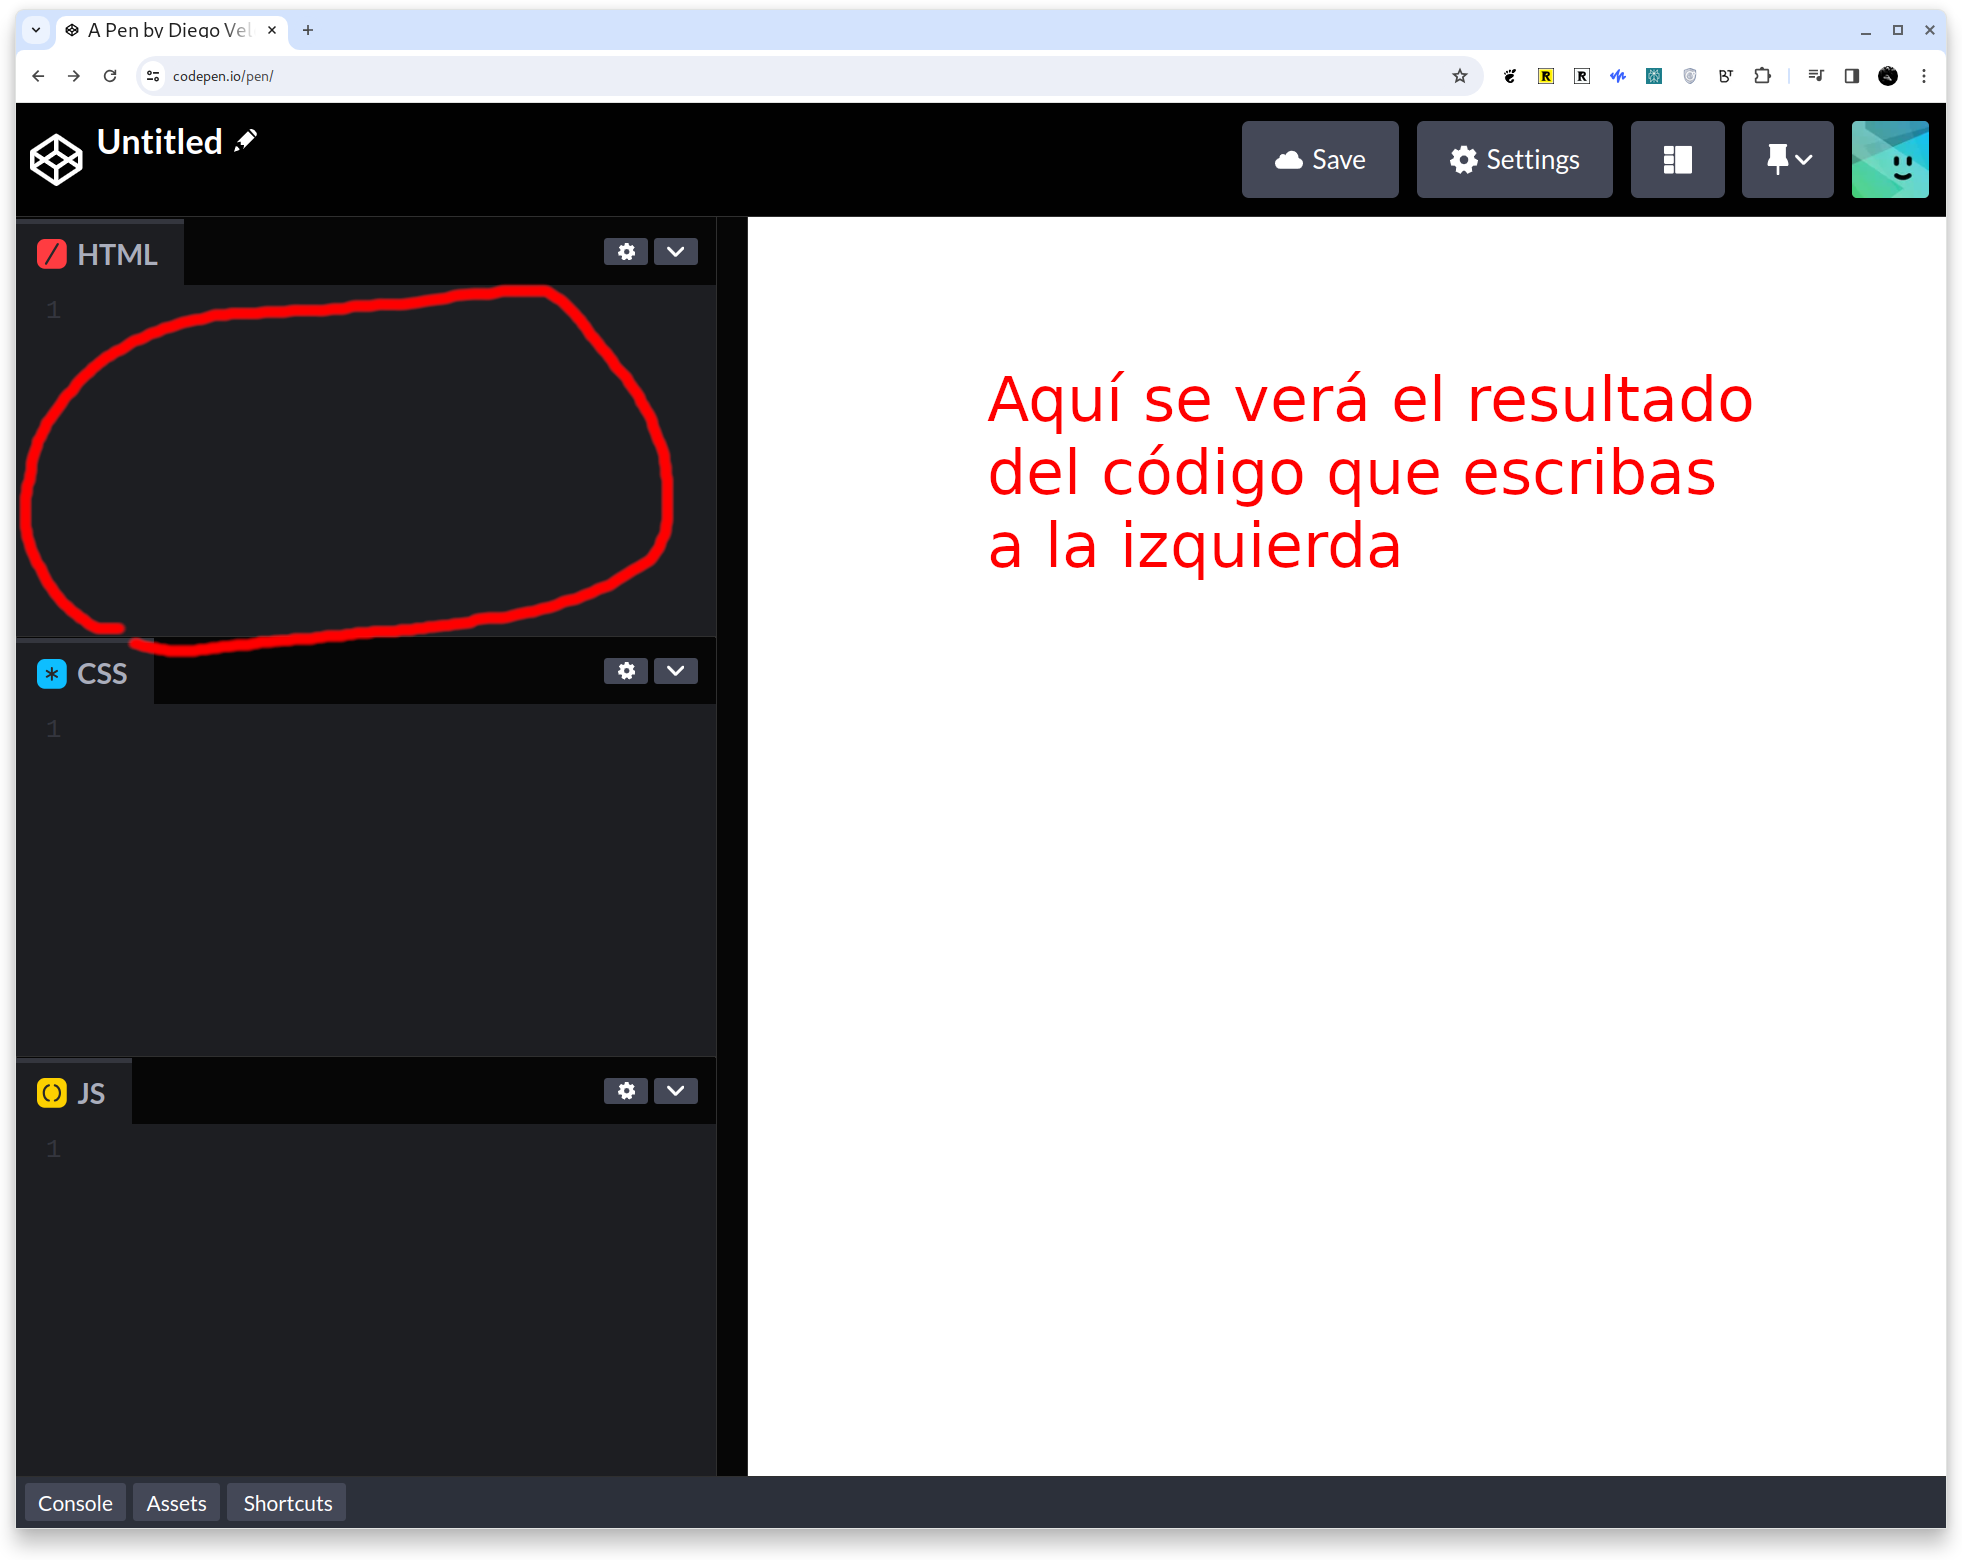 A Pen by Diego Vel
codepen.io/pen/
Untitled
Save
Settings
HTML
1
Aquí se verá el resultado
del código que escribas
a la izquierda
CSS
1
JS
1
Console
Assets
Shortcuts